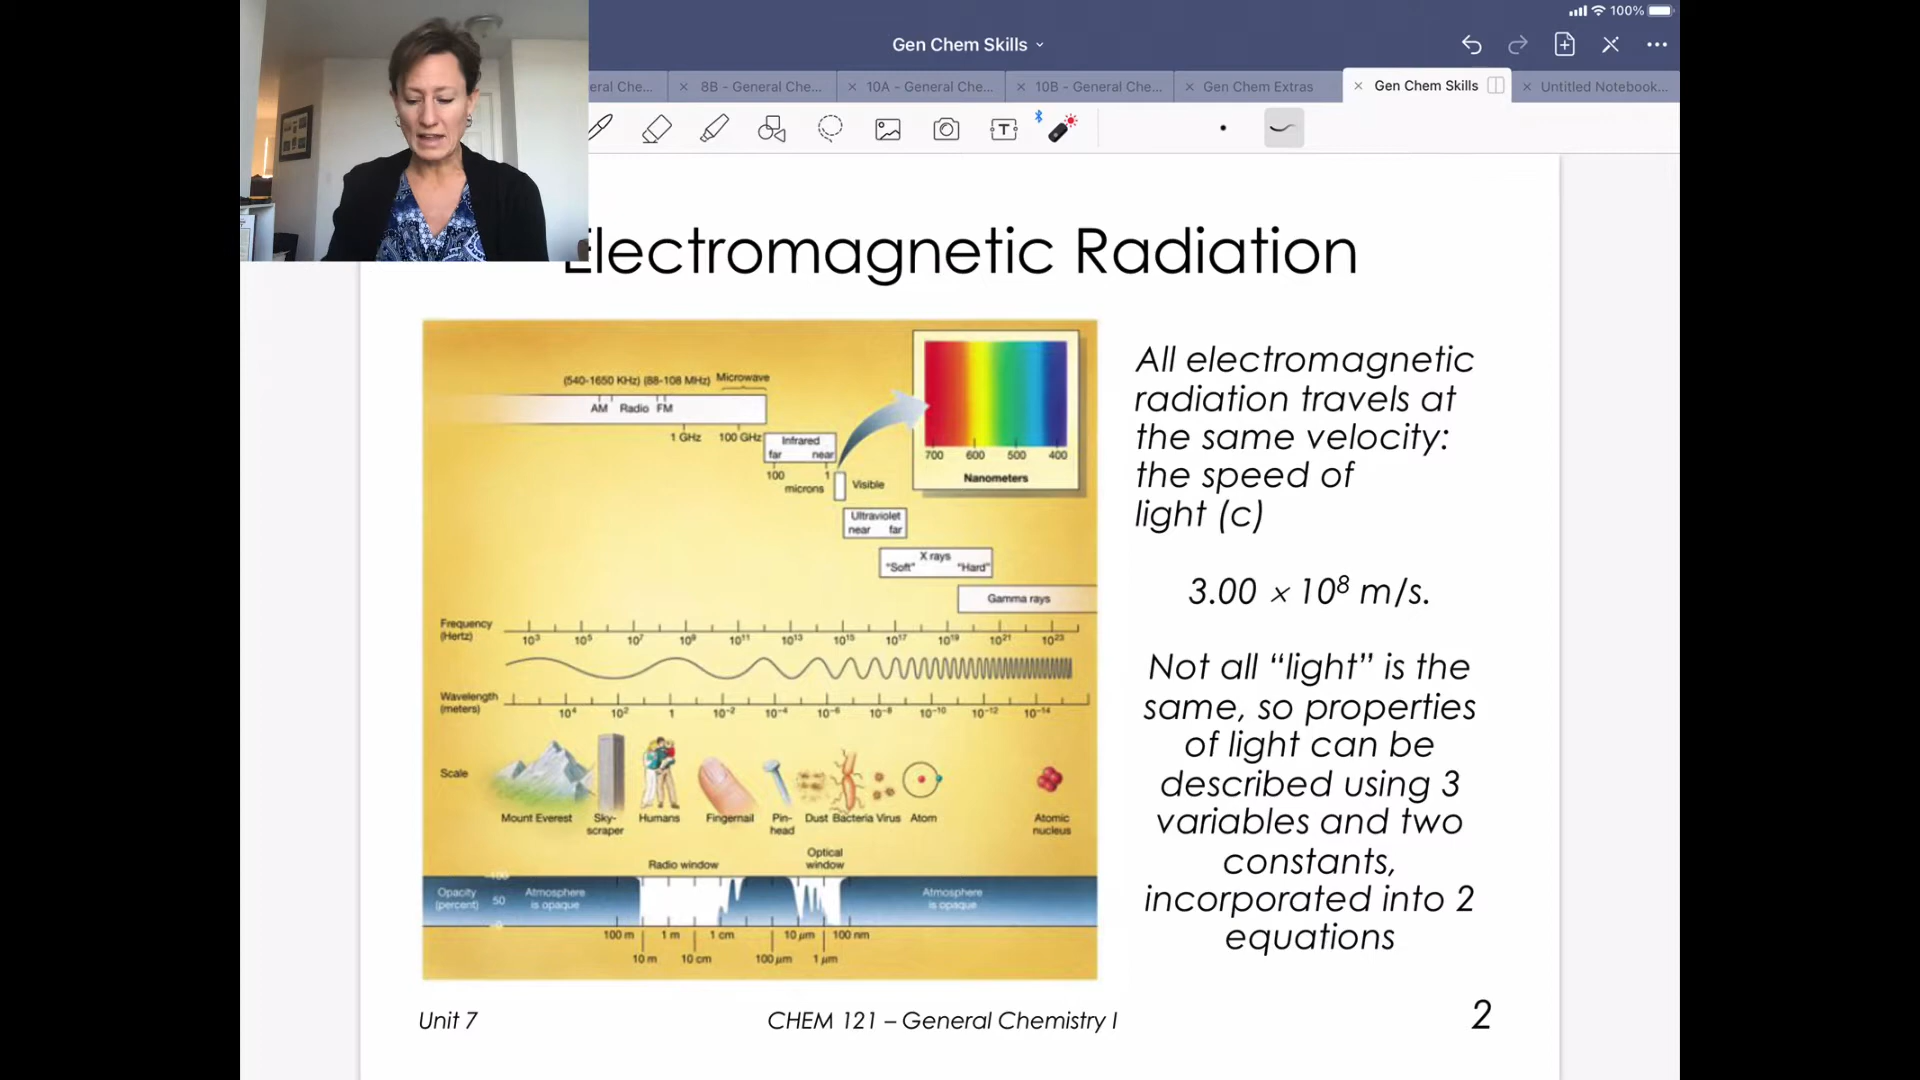 100%
Gen Chem Skills
eral Che...
8B - General Che...
10A - General Che...
10B - General Che...
Gen Chem Extras
Gen Chem Skills
Untitled Notebook...
T
Electromagnetic Radiation
(540-1650 KHz) (88-108 MHz) Microwave
AM Radio FM
1 GHz 100 GHz
Infrared
far near
100 1
microns
Visible
700 600 500 400
Nanometers
Ultraviolet
near far
X rays
"Soft" "Hard"
Gamma rays
Frequency
(Hertz)
10³ 10⁵ 10⁷ 10⁹ 10¹¹ 10¹³ 10¹⁵ 10¹⁷ 10¹⁹ 10²¹ 10²³
Wavelength
(meters)
10⁴ 10² 1 10⁻² 10⁻⁴ 10⁻⁶ 10⁻⁸ 10⁻¹⁰ 10⁻¹² 10⁻¹⁴
Scale
Mount Everest
Sky-
scraper
Humans
Fingernail
Pin-
head
Dust
Bacteria
Virus
Atom
Atomic
nucleus
Radio window
Optical
window
Opacity
(percent)
100
50
0
Atmosphere
is opaque
Atmosphere
is opaque
100 m 1 m 1 cm 10 μm 100 nm
10 m 10 cm 100 μm 1 μm
All electromagnetic
radiation travels at
the same velocity:
the speed of
light (c)
3.00 × 10⁸ m/s.
Not all “light” is the
same, so properties
of light can be
described using 3
variables and two
constants,
incorporated into 2
equations
Unit 7
CHEM 121 – General Chemistry I
2